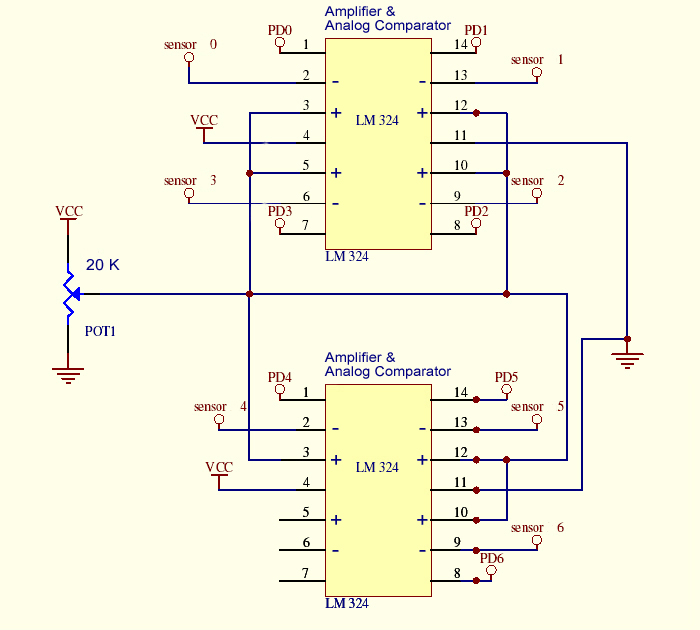 Amplifier &
Analog Comparator
PD0 1 14 PD1
sensor 0 2 - - 13 sensor 1
3 + + 12
LM 324
VCC 4 11
5 + + 10
sensor 3 6 - - 9 sensor 2
PD3 7 8 PD2
LM 324
VCC
20 K
POT1
Amplifier &
Analog Comparator
PD4 1 14 PD5
sensor 4 2 - - 13 sensor 5
3 + + 12
LM 324
VCC 4 11
5 + + 10
6 - - 9 sensor 6
7 8 PD6
LM 324